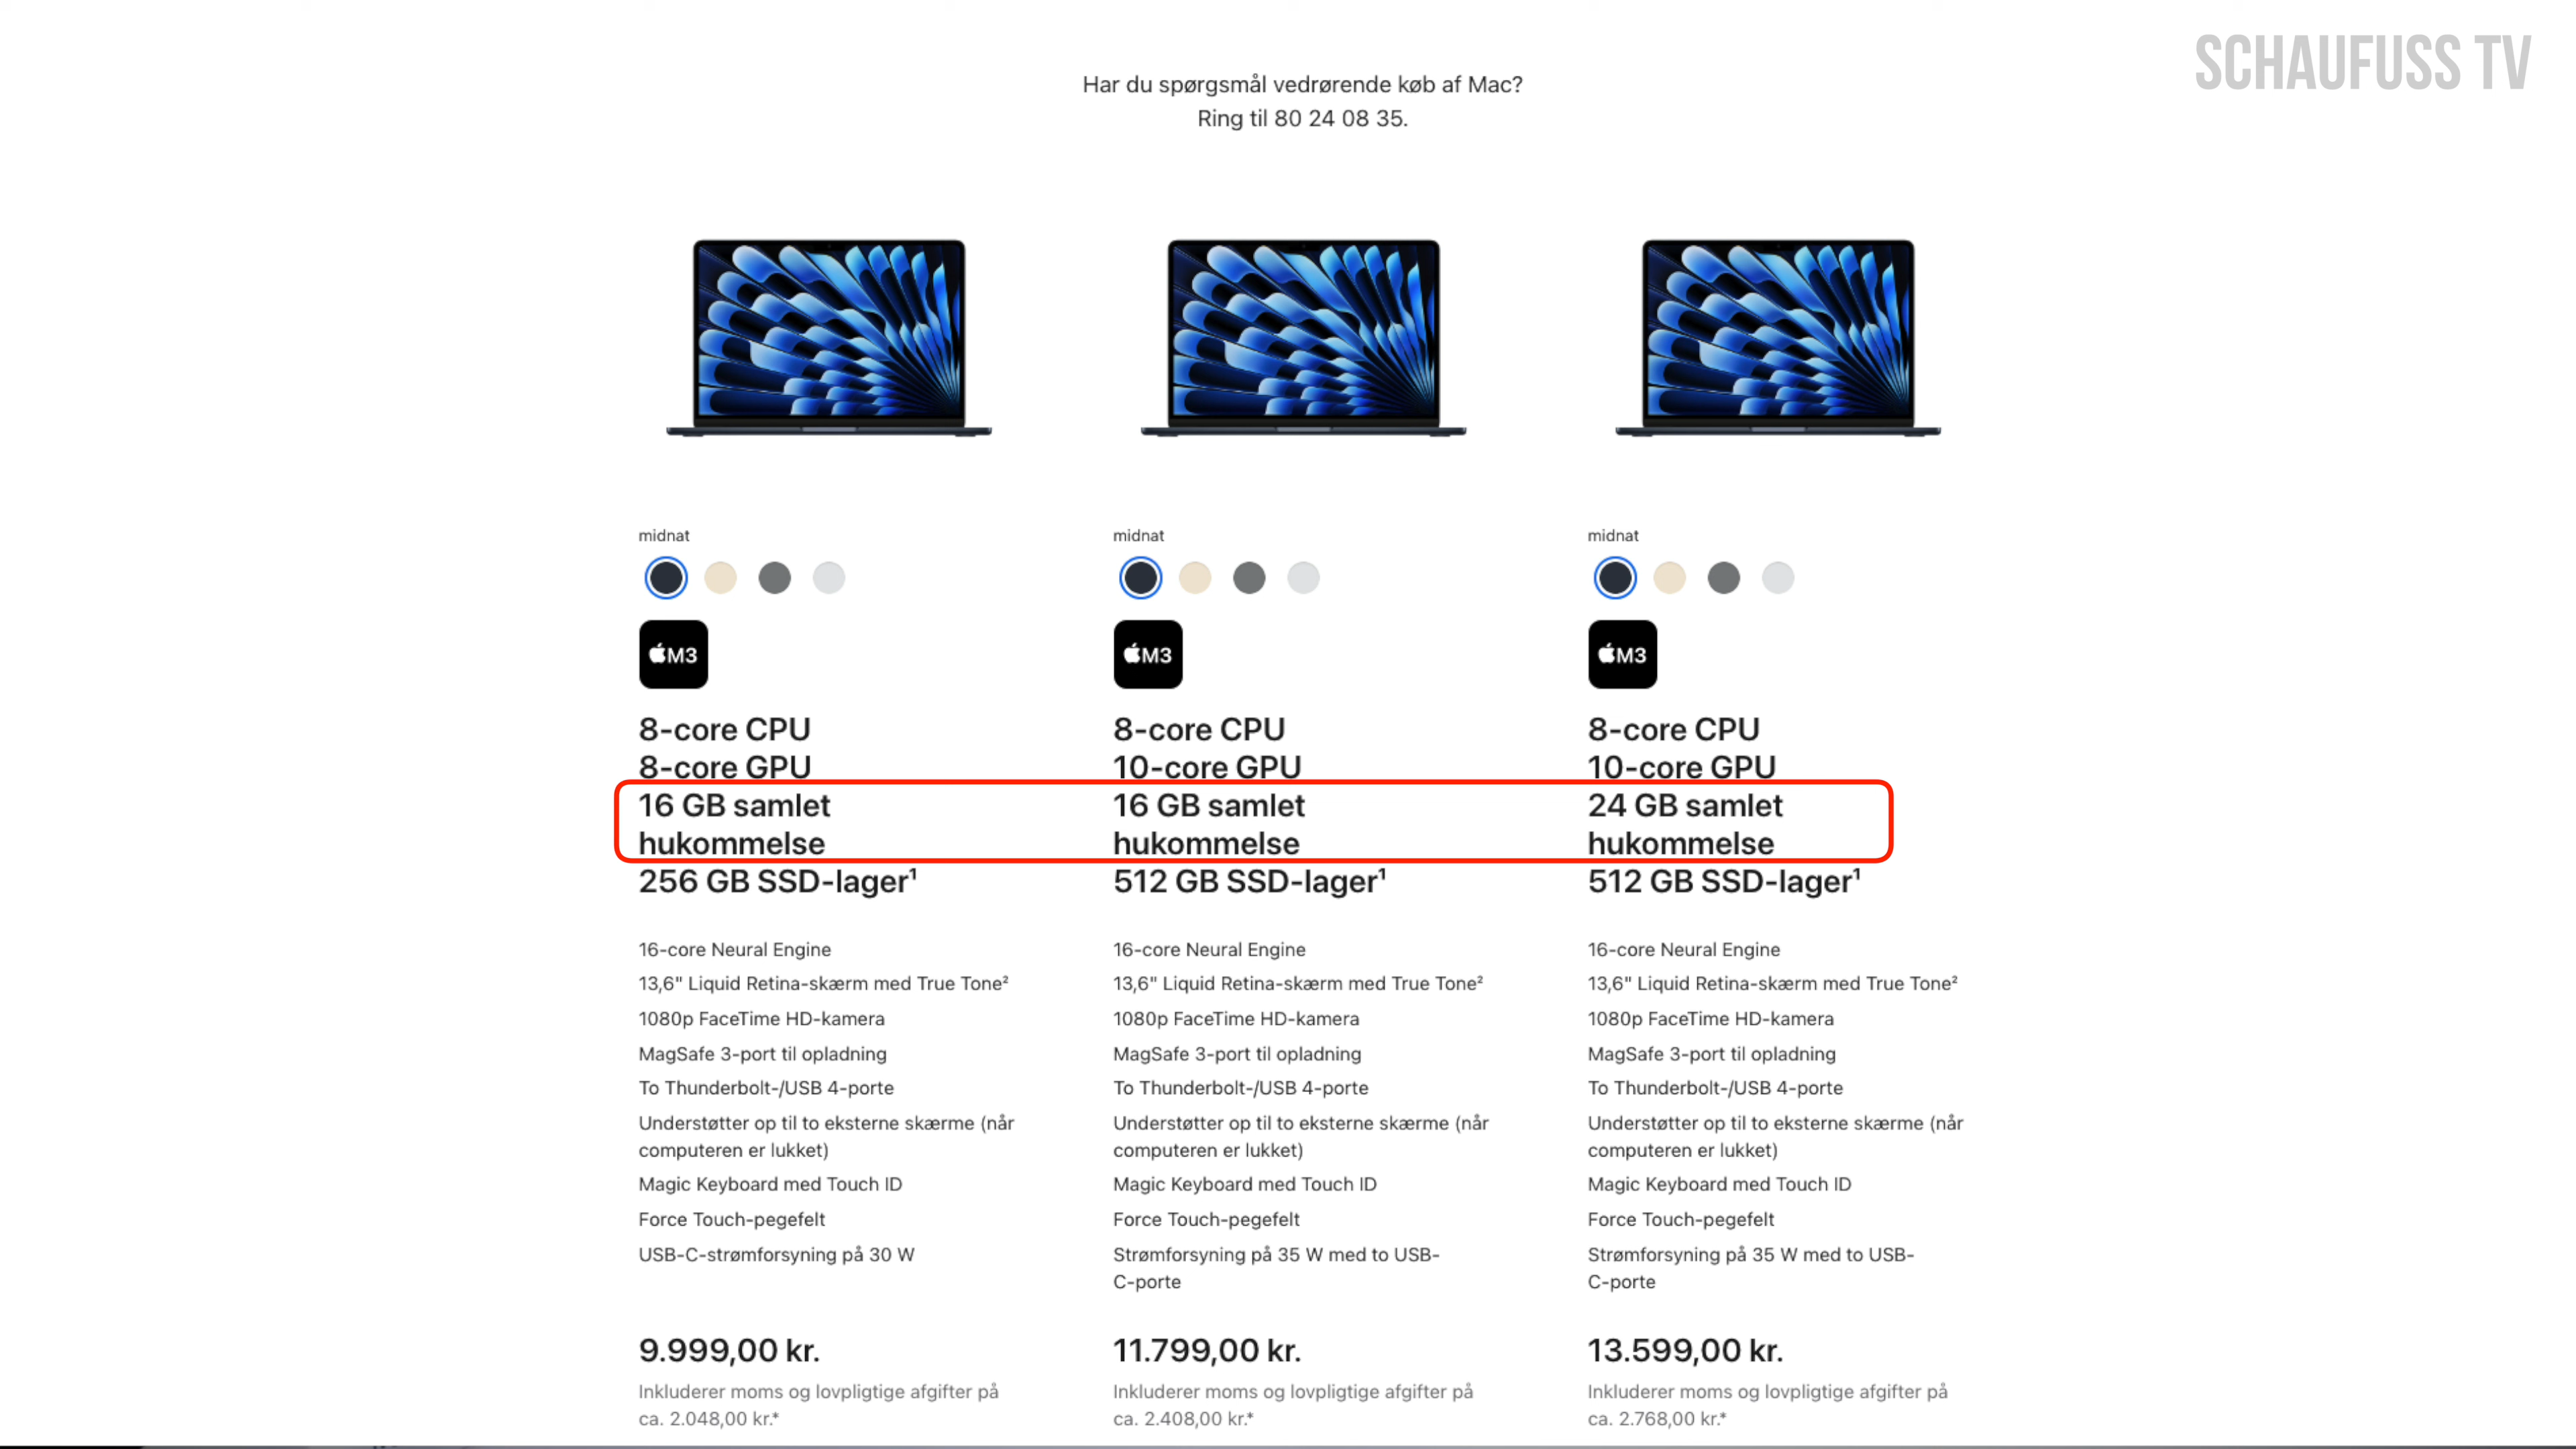 SCHAUFUSS TV
Har du spørgsmål vedrørende køb af Mac?
Ring til 80 24 08 35.
midnat
M3
8-core CPU
8-core GPU
16 GB samlet
hukommelse
256 GB SSD-lager¹
16-core Neural Engine
13,6" Liquid Retina-skærm med True Tone²
1080p FaceTime HD-kamera
MagSafe 3-port til opladning
To Thunderbolt-/USB 4-porte
Understøtter op til to eksterne skærme (når
computeren er lukket)
Magic Keyboard med Touch ID
Force Touch-pegefelt
USB-C-strømforsyning på 30 W
9.999,00 kr.
Inkluderer moms og lovpligtige afgifter på
ca. 2.048,00 kr.*
midnat
M3
8-core CPU
10-core GPU
16 GB samlet
hukommelse
512 GB SSD-lager¹
16-core Neural Engine
13,6" Liquid Retina-skærm med True Tone²
1080p FaceTime HD-kamera
MagSafe 3-port til opladning
To Thunderbolt-/USB 4-porte
Understøtter op til to eksterne skærme (når
computeren er lukket)
Magic Keyboard med Touch ID
Force Touch-pegefelt
Strømforsyning på 35 W med to USB-
C-porte
11.799,00 kr.
Inkluderer moms og lovpligtige afgifter på
ca. 2.408,00 kr.*
midnat
M3
8-core CPU
10-core GPU
24 GB samlet
hukommelse
512 GB SSD-lager¹
16-core Neural Engine
13,6" Liquid Retina-skærm med True Tone²
1080p FaceTime HD-kamera
MagSafe 3-port til opladning
To Thunderbolt-/USB 4-porte
Understøtter op til to eksterne skærme (når
computeren er lukket)
Magic Keyboard med Touch ID
Force Touch-pegefelt
Strømforsyning på 35 W med to USB-
C-porte
13.599,00 kr.
Inkluderer moms og lovpligtige afgifter på
ca. 2.768,00 kr.*